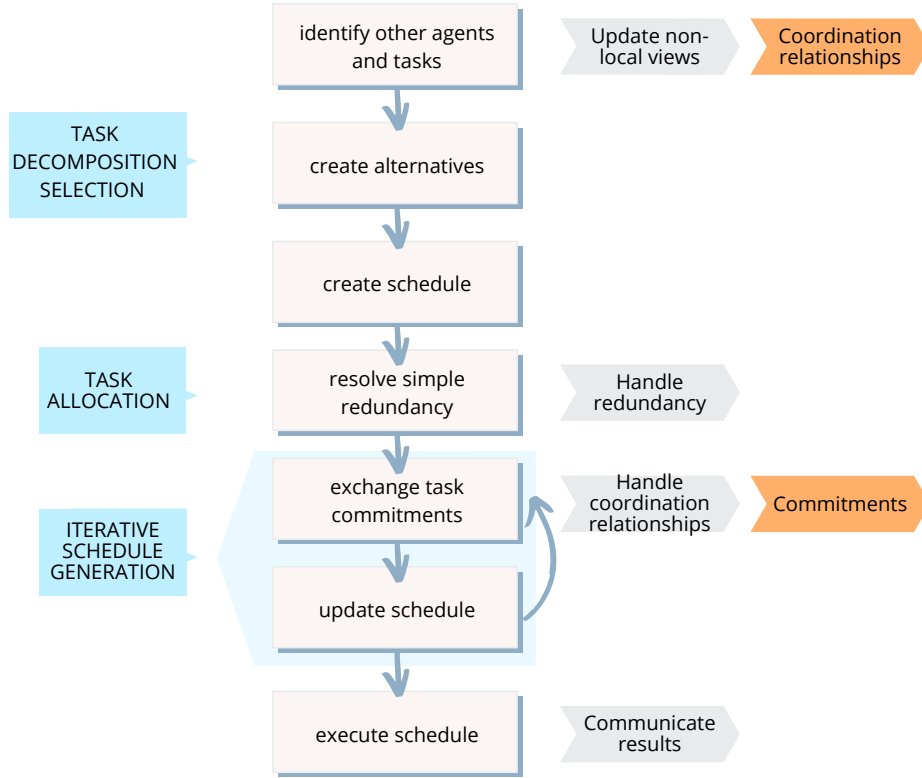 identify other agents
and tasks
Update non-
local views
Coordination
relationships
TASK
DECOMPOSITION
SELECTION
create alternatives
create schedule
TASK
ALLOCATION
resolve simple
redundancy
Handle
redundancy
exchange task
commitments
Handle
coordination
relationships
Commitments
ITERATIVE
SCHEDULE
GENERATION
update schedule
execute schedule
Communicate
results